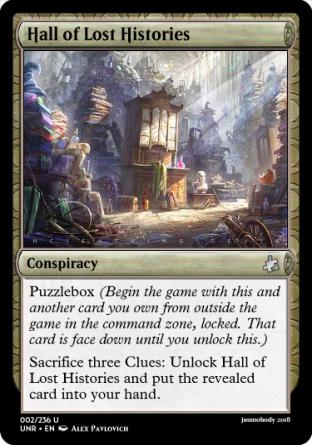 Hall of Lost Histories
Conspiracy
Puzzlebox (Begin the game with this and
another card you own from outside
the game in the command zone, locked. That
card is face down until you unlock this.)
Sacrifice three Clues: Unlock Hall of
Lost Histories and put the revealed
card into your hand.
002/236 U
UNR • EN ALEX PAVLOVICH
justnobody 2018